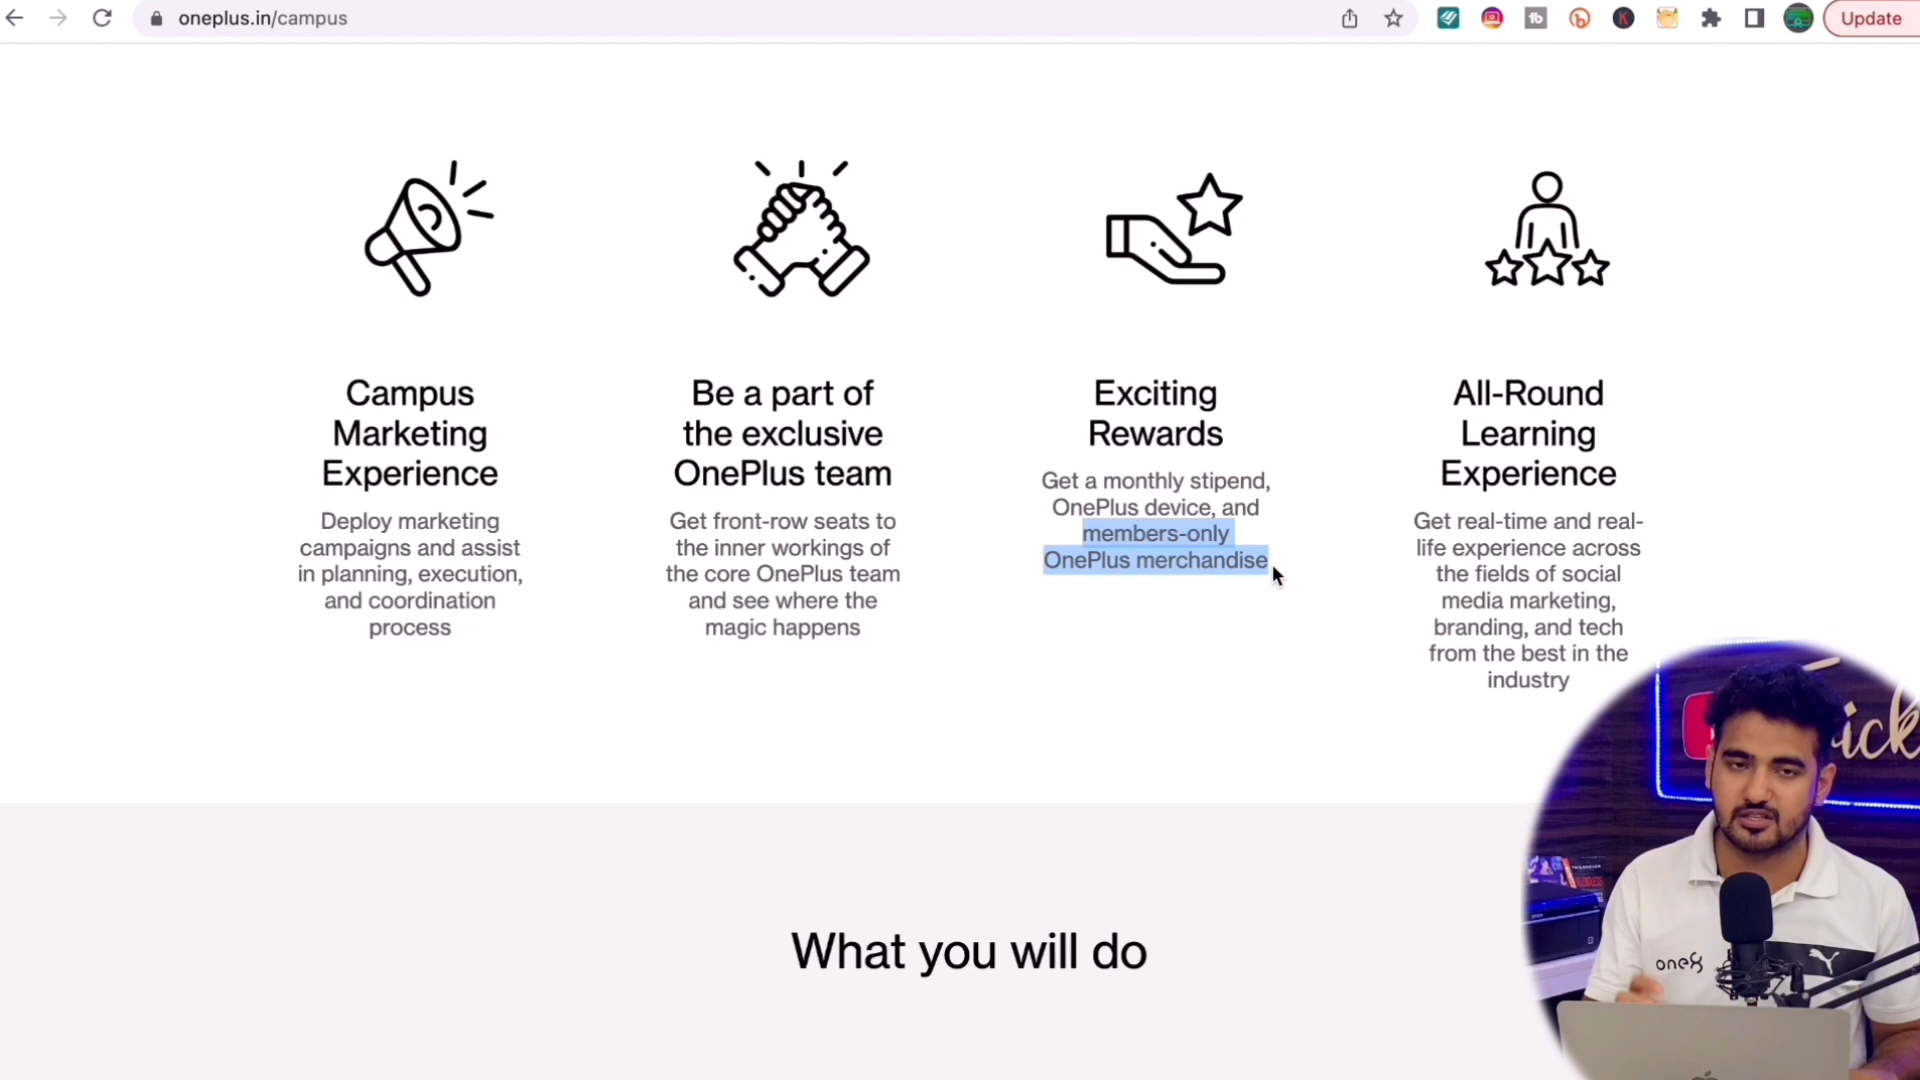 oneplus.in/campus
Update
Campus
Marketing
Experience
Deploy marketing
campaigns and assist
in planning, execution,
and coordination
process
Be a part of
the exclusive
OnePlus team
Get front-row seats to
the inner workings of
the core OnePlus team
and see where the
magic happens
Exciting
Rewards
Get a monthly stipend,
OnePlus device, and
members-only
OnePlus merchandise
All-Round
Learning
Experience
Get real-time and real-
life experience across
the fields of social
media marketing,
branding, and tech
from the best in the
industry
What you will do
one8